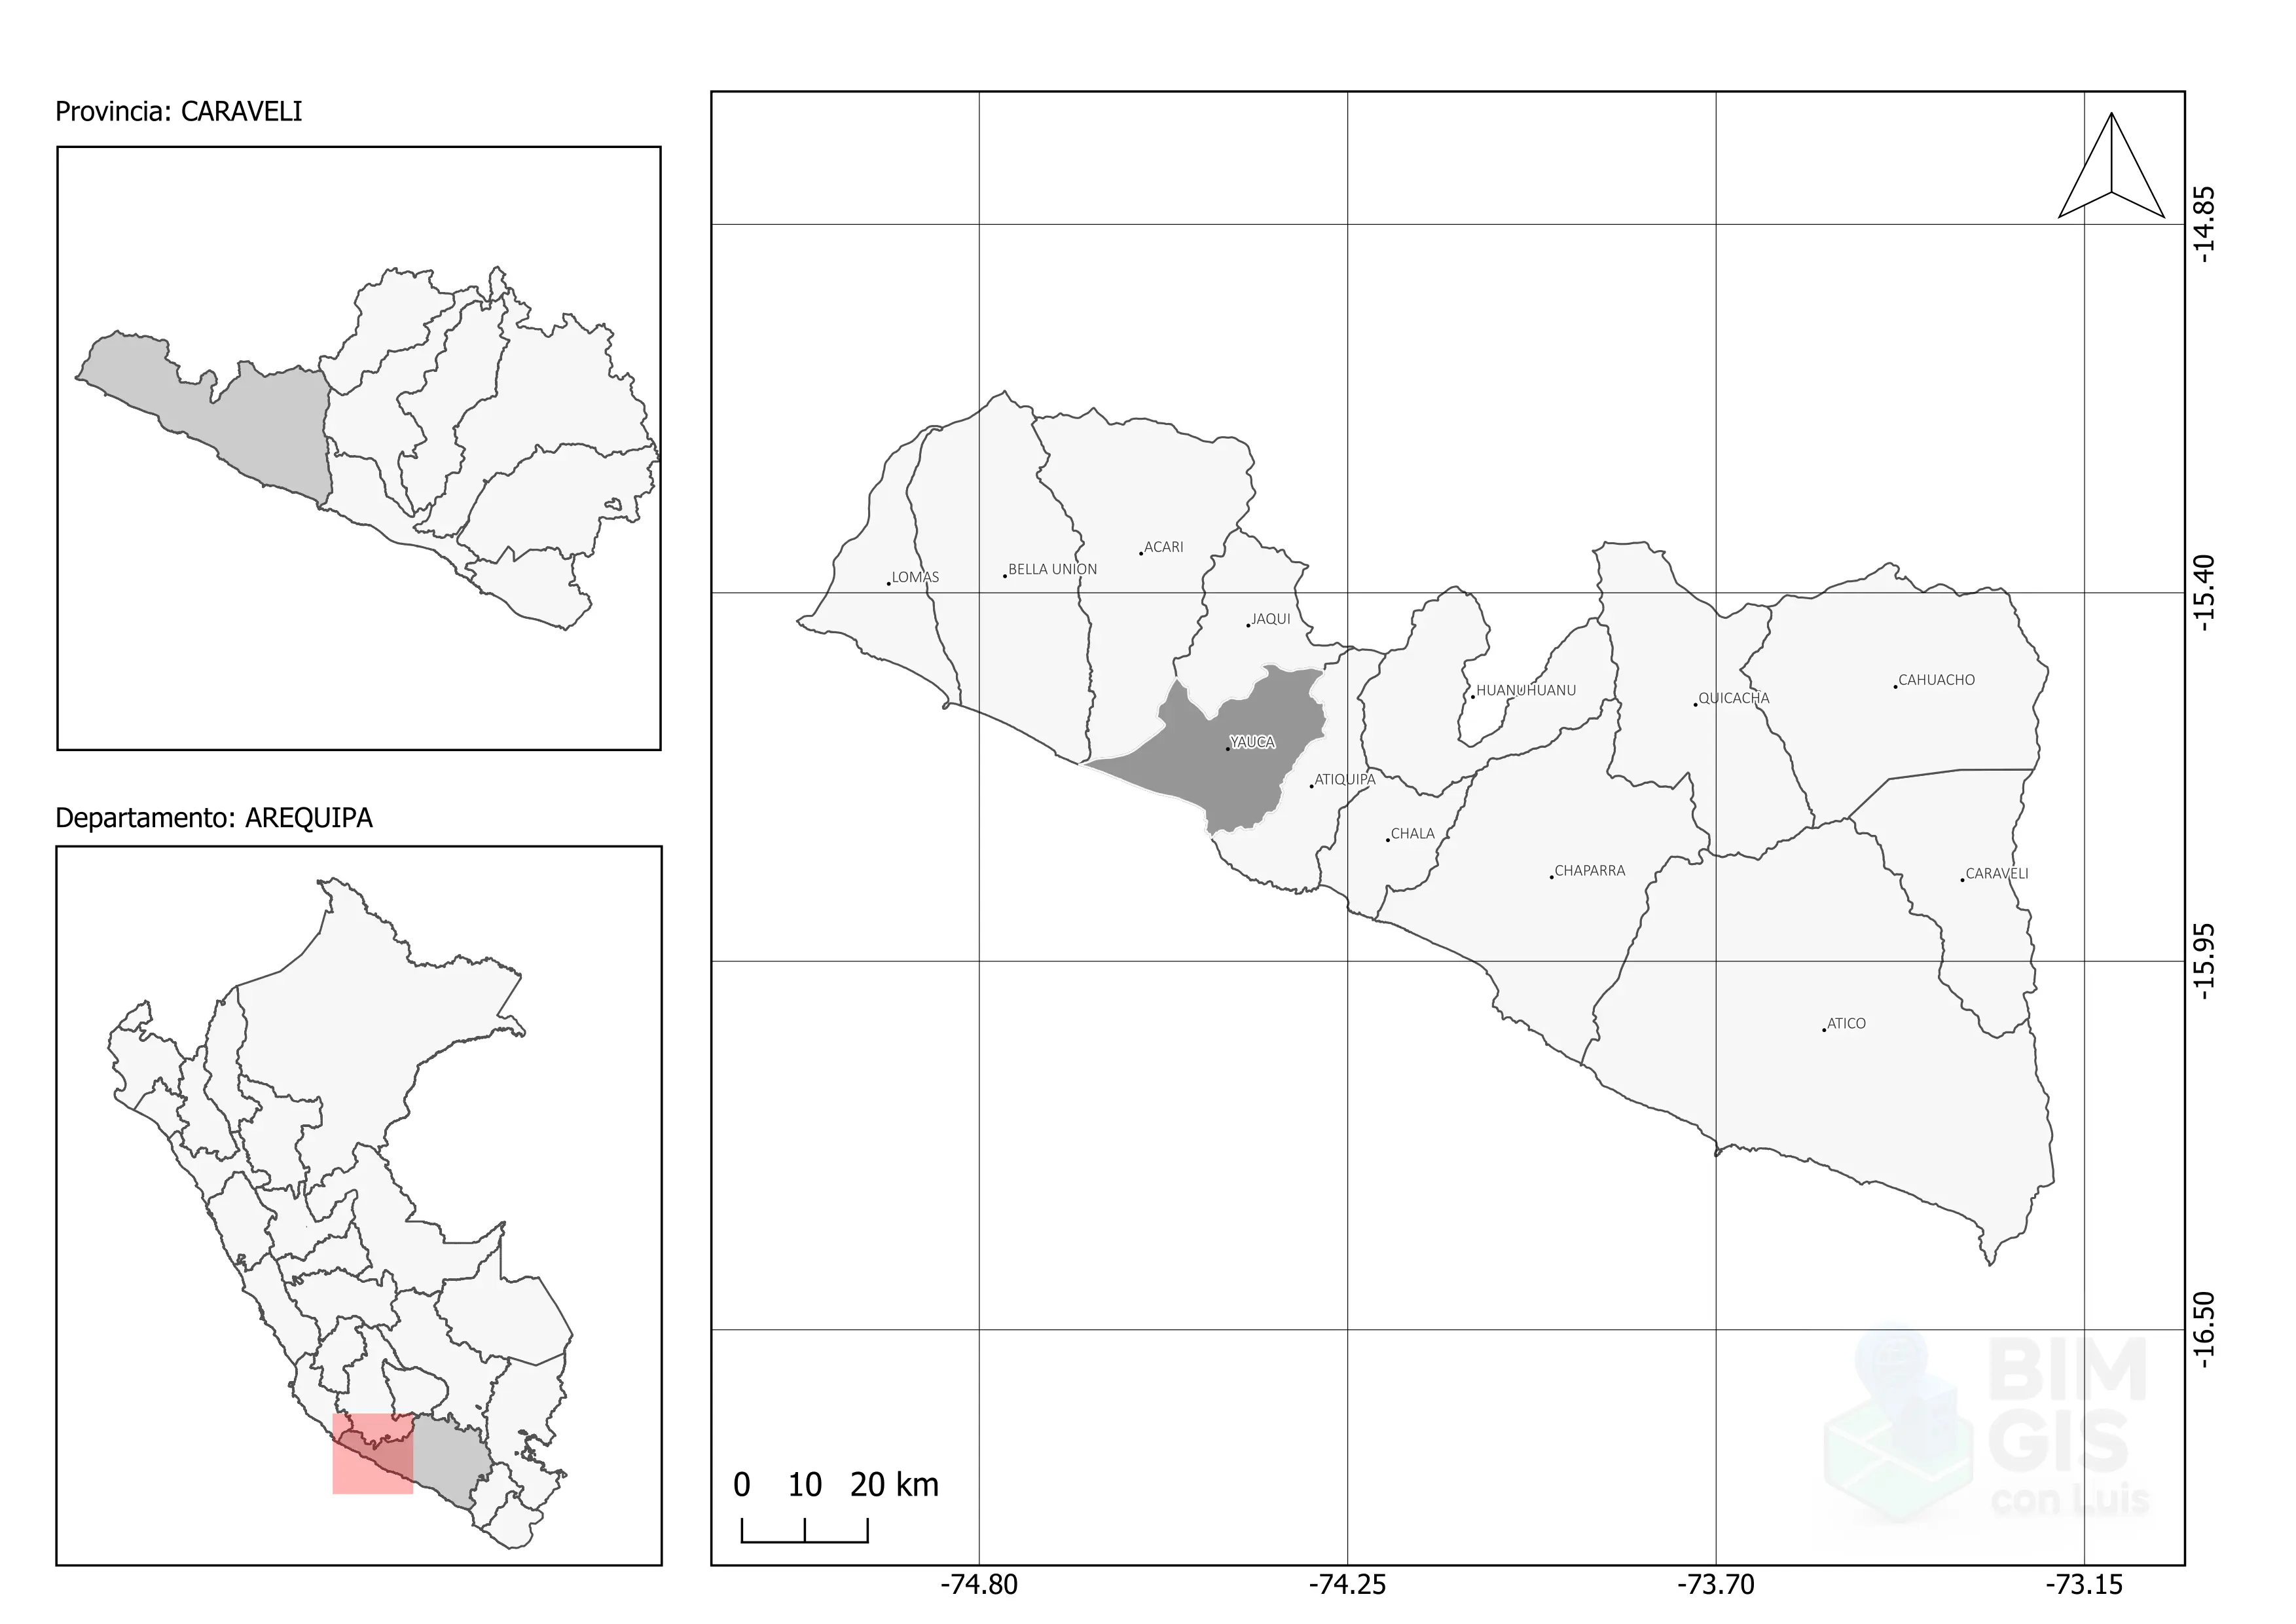 Provincia: CARAVELI
Departamento: AREQUIPA
-14.85
-15.40
-15.95
-16.50
ACARI
BELLA UNION
LOMAS
JAQUI
CAHUACHO
HUANUHUANU
QUICACHA
YAUCA
ATIQUIPA
CHALA
CHAPARRA
CARAVELI
ATICO
BIM
GIS
con Luis
0 10 20 km
-74.80 -74.25 -73.70 -73.15